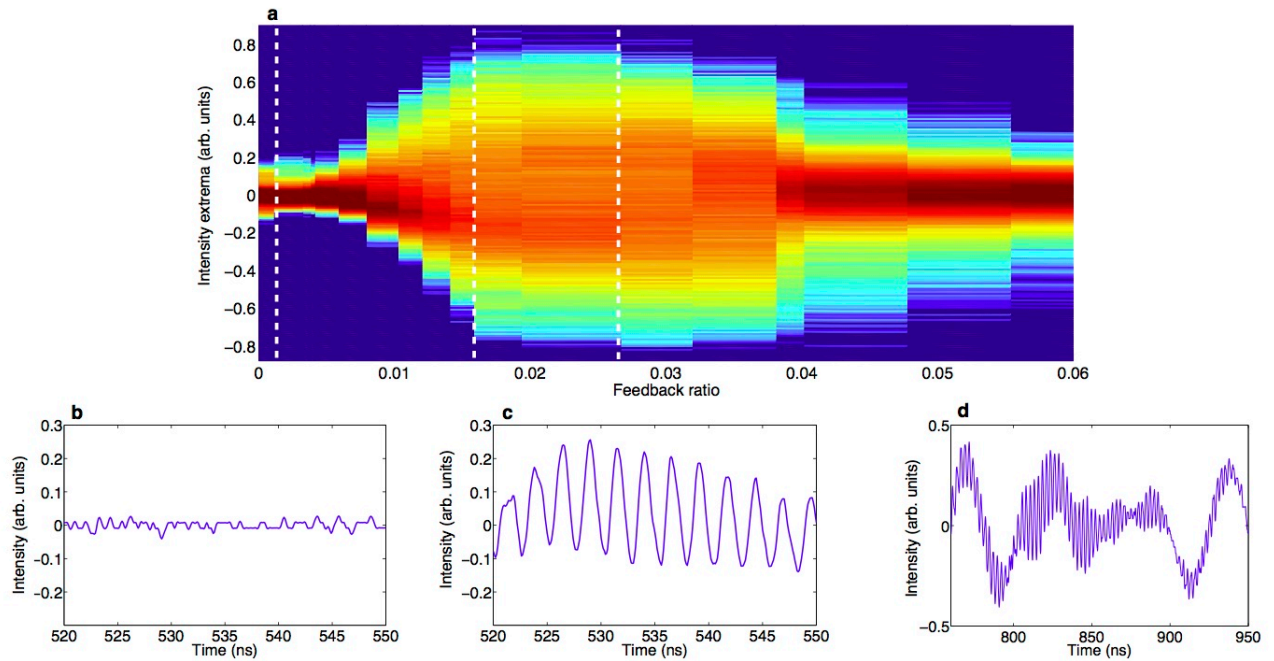 a
Intensity extrema (arb. units)
0.8
0.6
0.4
0.2
0
−0.2
−0.4
−0.6
−0.8
0 0.01 0.02 0.03 0.04 0.05 0.06
Feedback ratio
b
Intensity (arb. units)
0.3
0.2
0.1
0
−0.1
−0.2
520 525 530 535 540 545 550
Time (ns)
c
Intensity (arb. units)
0.3
0.2
0.1
0
−0.1
−0.2
520 525 530 535 540 545 550
Time (ns)
d
Intensity (arb. units)
0.5
0
−0.5
800 850 900 950
Time (ns)